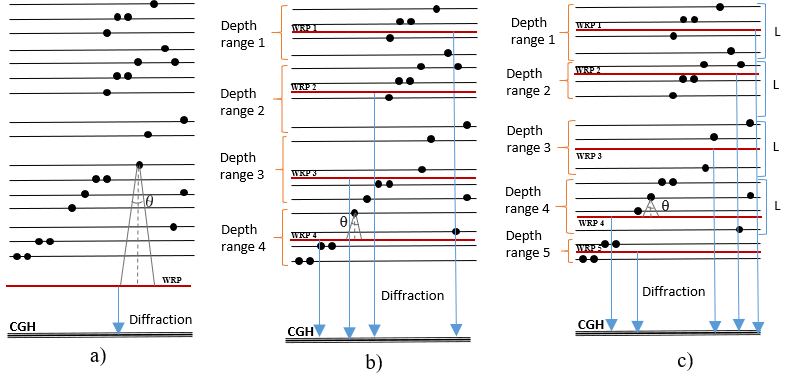 θ
WRP
Diffraction
CGH
a)
Depth
range 1
WRP 1
Depth
range 2
WRP 2
Depth
range 3
WRP 3
θ
Depth
range 4
WRP 4
Diffraction
CGH
b)
Depth
range 1
WRP 1
L
Depth
range 2
WRP 2
L
Depth
range 3
WRP 3
L
Depth
range 4
θ
L
WRP 4
Depth
range 5
WRP 5
Diffraction
CGH
c)